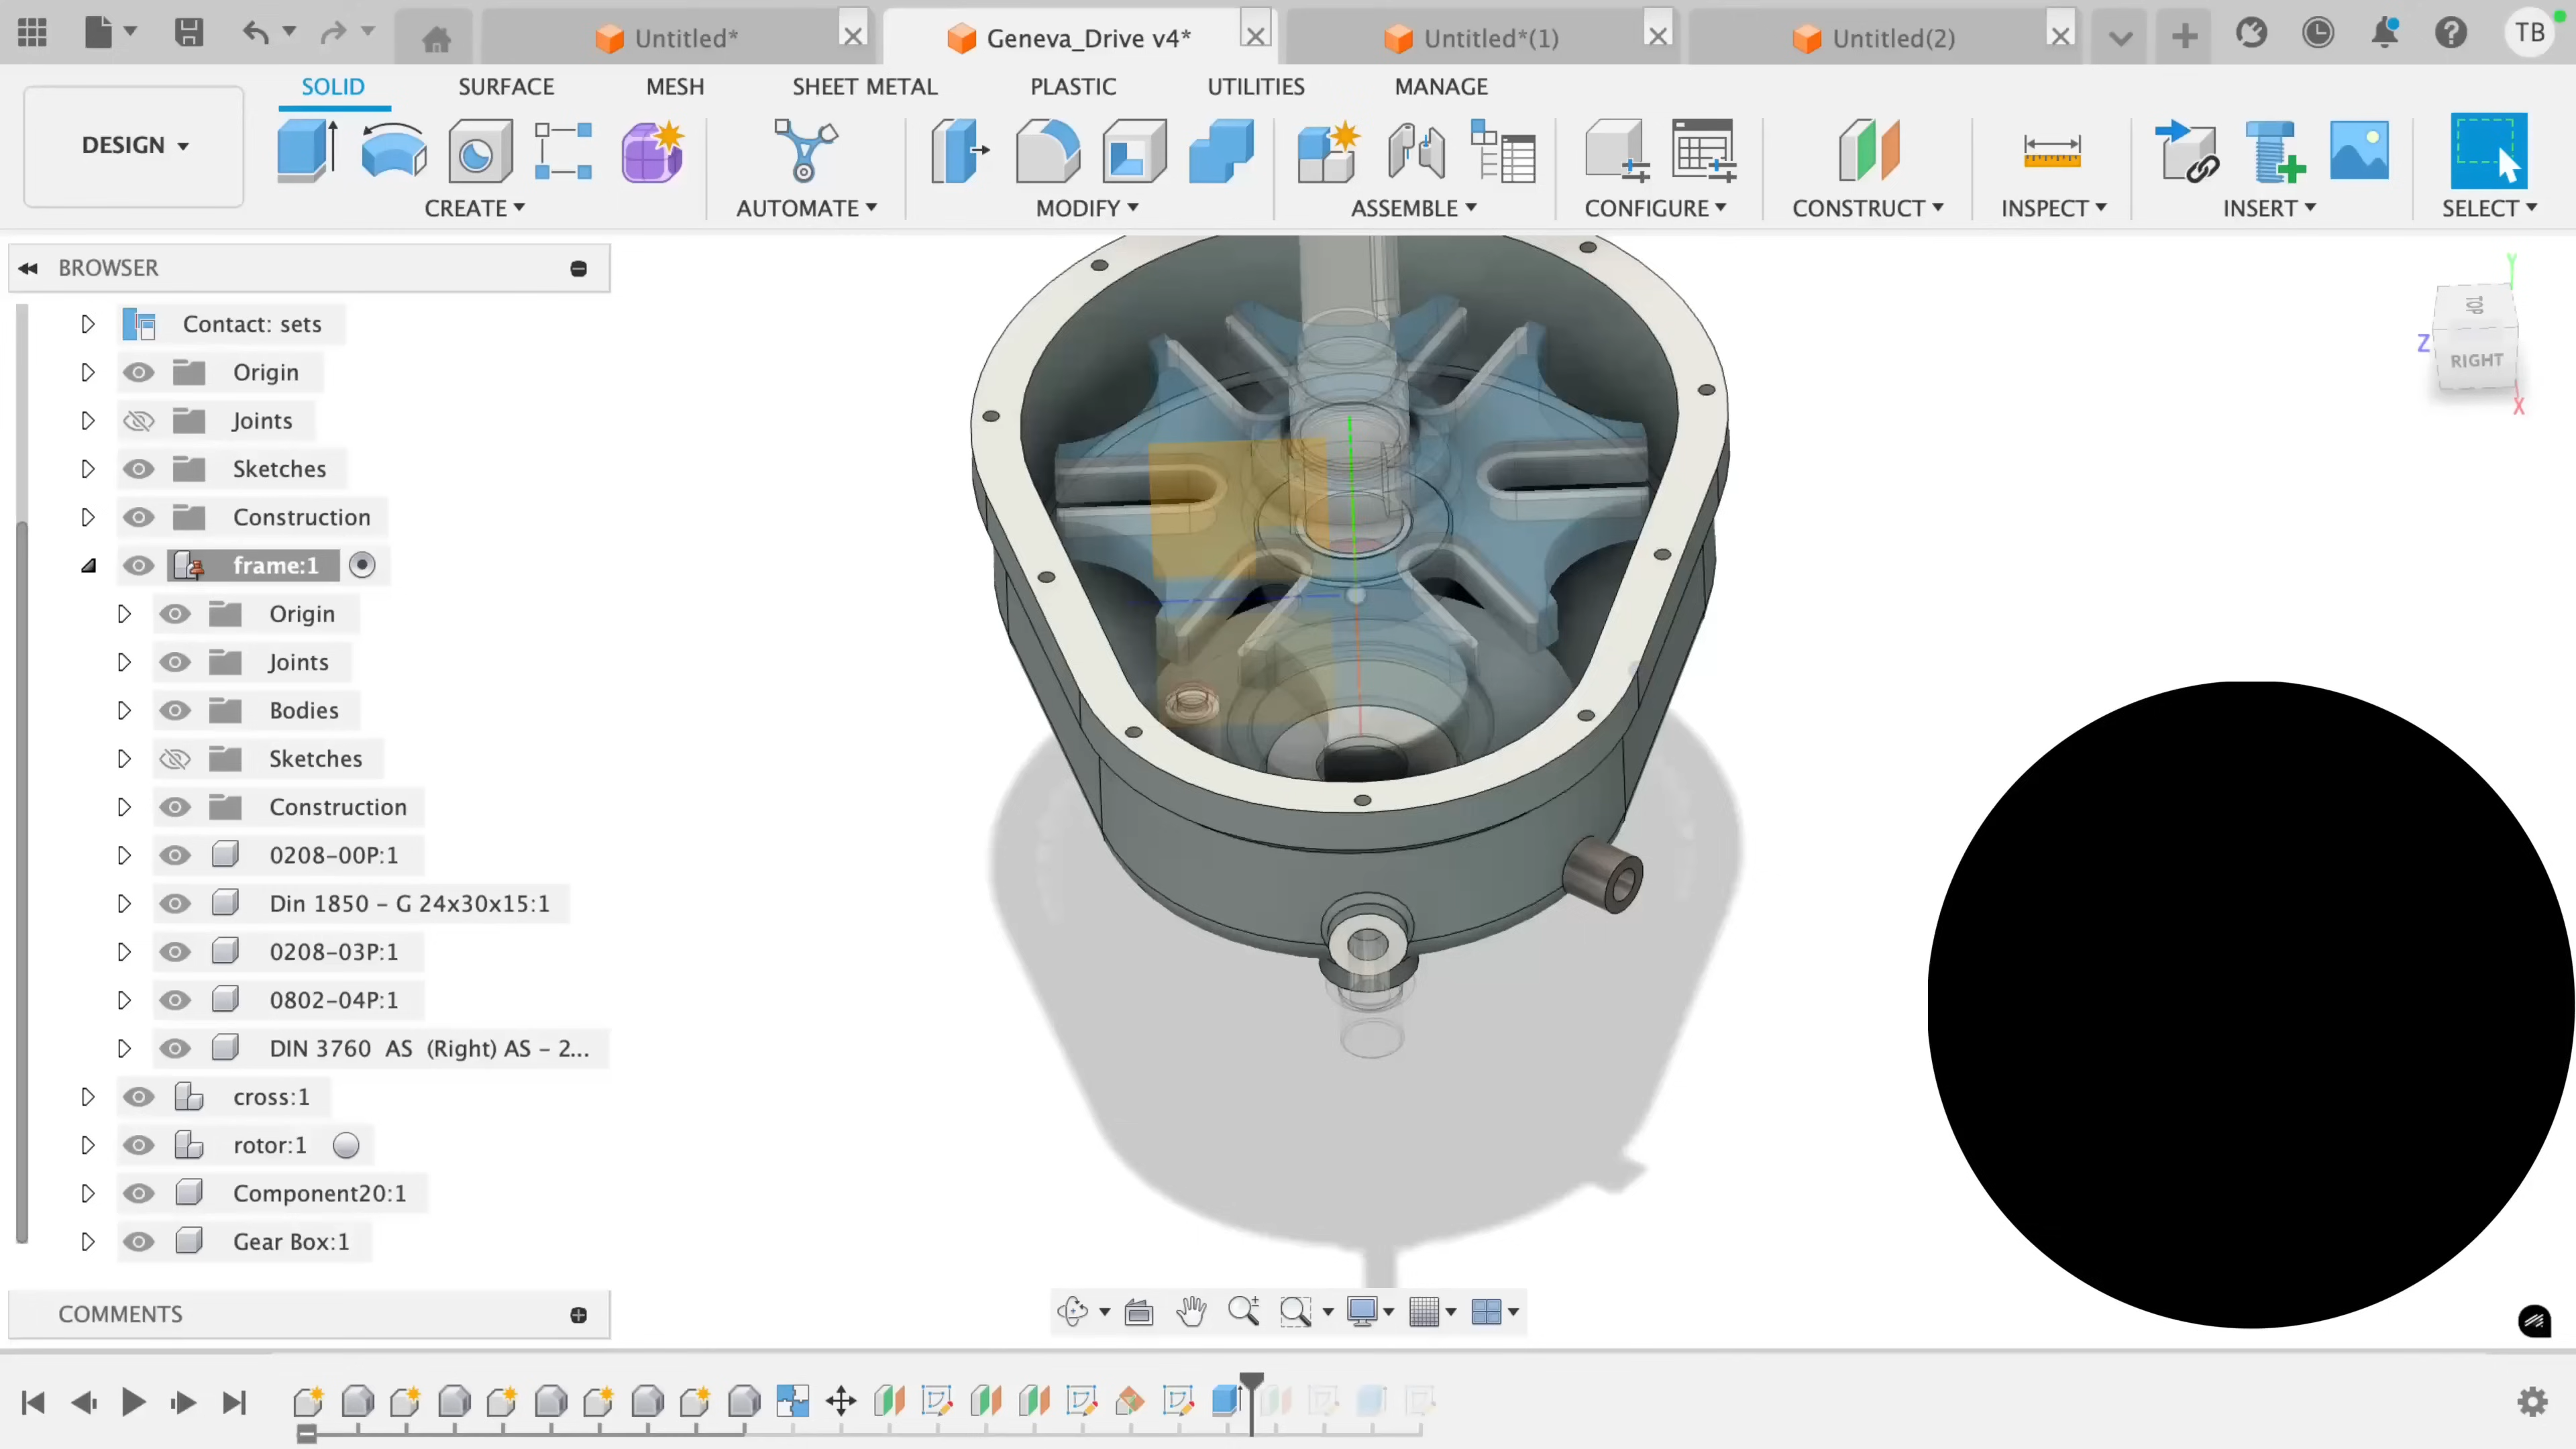 Untitled*
Geneva_Drive v4*
Untitled*(1)
Untitled(2)
TB
DESIGN
SOLID
SURFACE
MESH
SHEET METAL
PLASTIC
UTILITIES
MANAGE
CREATE
AUTOMATE
MODIFY
ASSEMBLE
CONFIGURE
CONSTRUCT
INSPECT
INSERT
SELECT
BROWSER
Contact: sets
Origin
Joints
Sketches
Construction
frame:1
Origin
Joints
Bodies
Sketches
Construction
0208-00P:1
Din 1850 - G 24x30x15:1
0208-03P:1
0802-04P:1
DIN 3760 AS (Right) AS - 2...
cross:1
rotor:1
Component20:1
Gear Box:1
COMMENTS
Y
TOP
Z
RIGHT
X